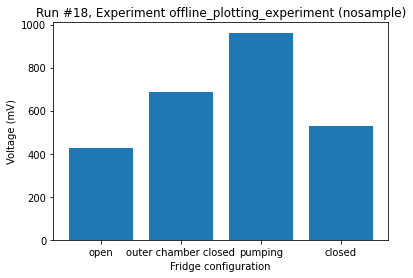 Run #18, Experiment offline_plotting_experiment (nosample)
1000
800
600
400
200
0
Voltage (mV)
open outer chamber closed pumping closed
Fridge configuration